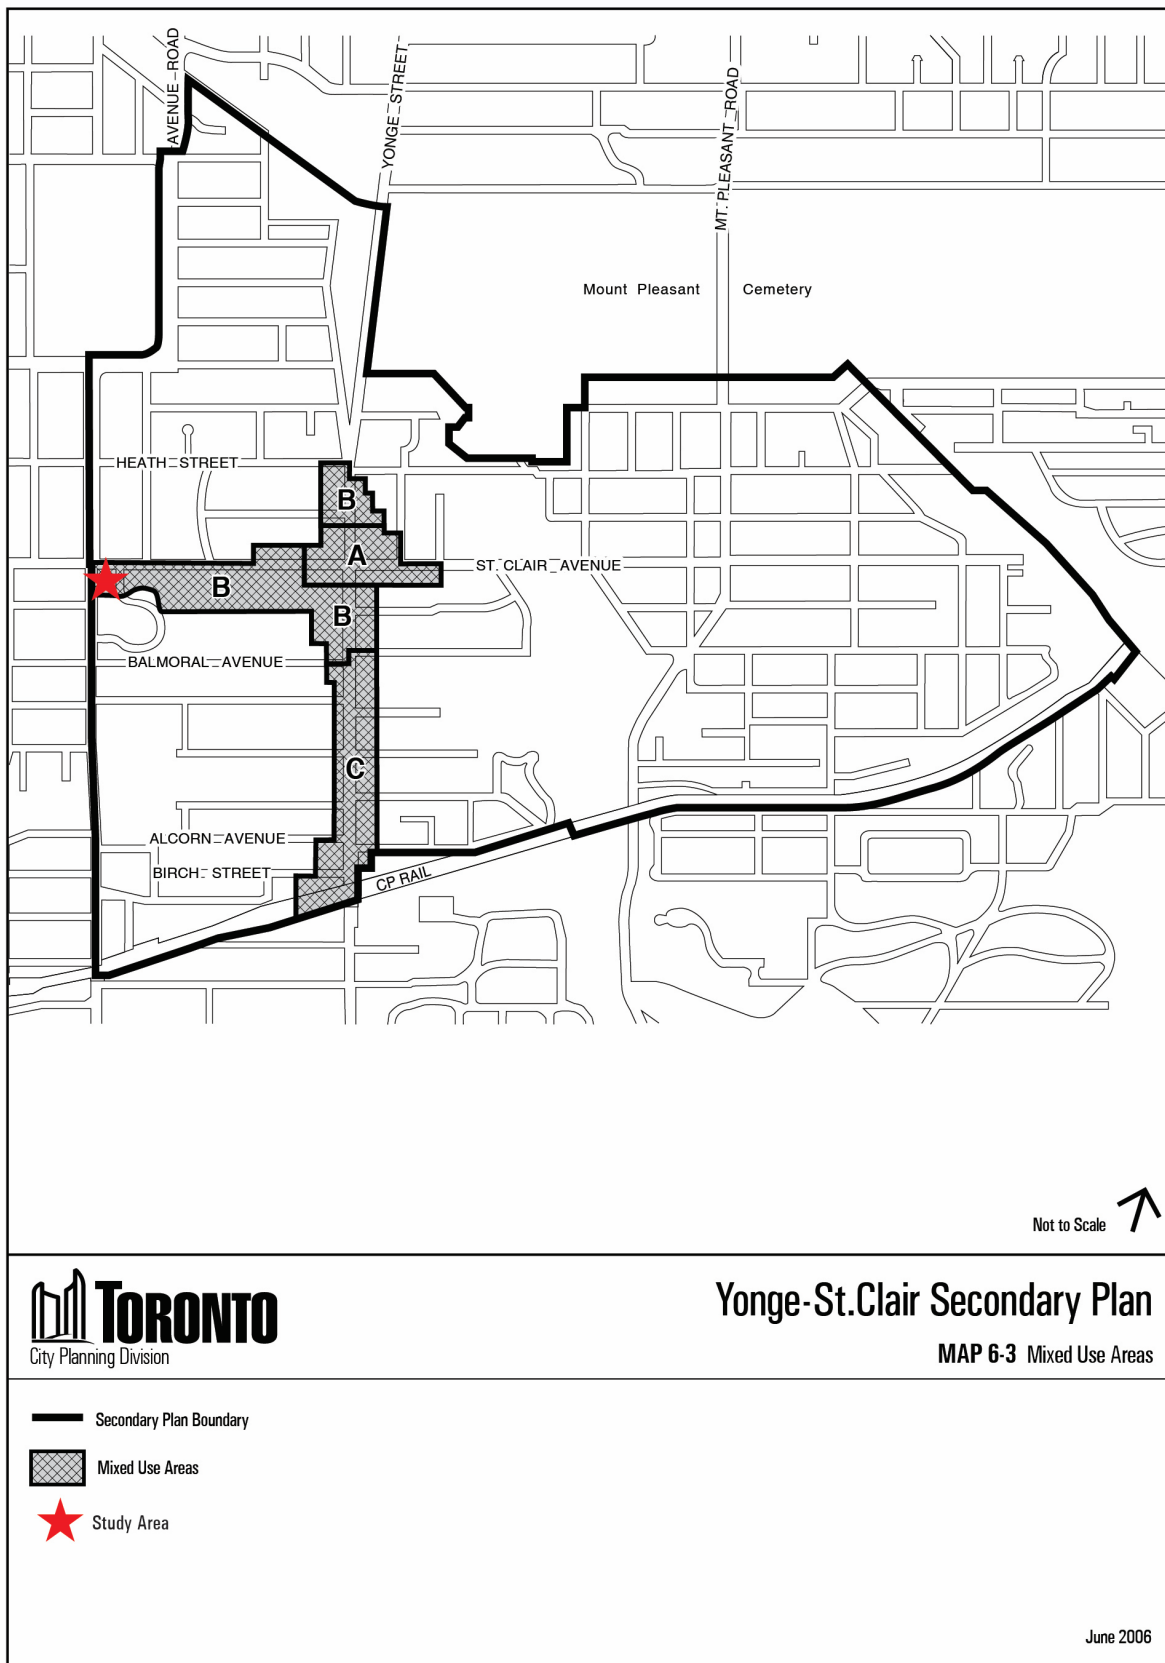 AVENUE ROAD
YONGE STREET
MT. PLEASANT ROAD
Mount Pleasant Cemetery
HEATH STREET
B
A
ST. CLAIR AVENUE
B
B
BALMORAL AVENUE
C
ALCORN AVENUE
BIRCH STREET
CP RAIL
Not to Scale
TORONTO
City Planning Division
Yonge-St.Clair Secondary Plan
MAP 6-3 Mixed Use Areas
Secondary Plan Boundary
Mixed Use Areas
Study Area
June 2006